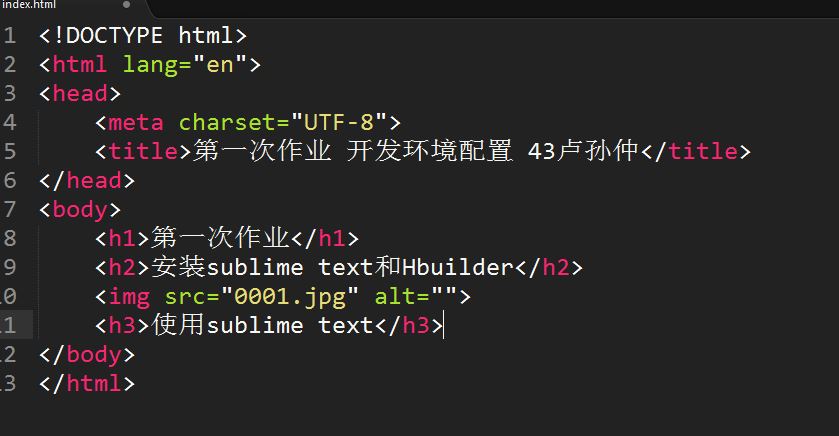 index.html
1 <!DOCTYPE html>
2 <html lang="en">
3 <head>
4     <meta charset="UTF-8">
5     <title>第一次作业 开发环境配置 43卢孙仲</title>
6 </head>
7 <body>
8     <h1>第一次作业</h1>
9     <h2>安装sublime text和Hbuilder</h2>
10     <img src="0001.jpg" alt="">
11     <h3>使用sublime text</h3>
12 </body>
13 </html>